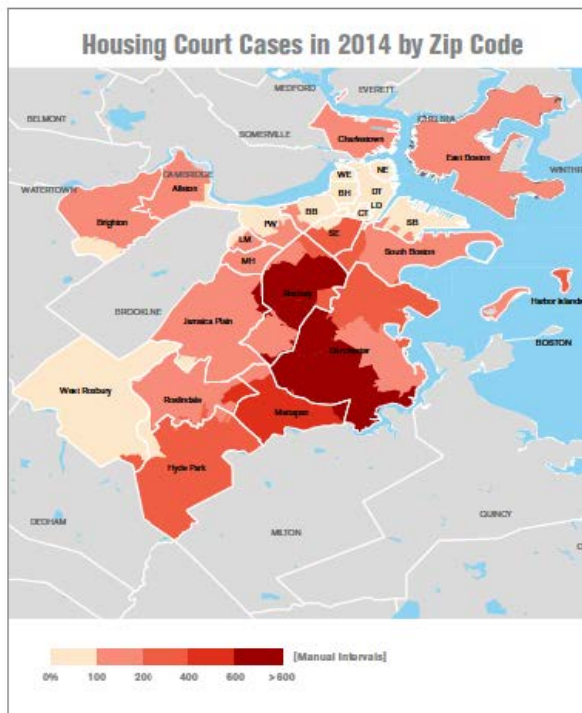 Housing Court Cases in 2014 by Zip Code
MEDFORD
EVERETT
BELMONT
CHELSEA
SOMERVILLE
Charlestown
East Boston
WINTHR
CAMBRIDGE
WATERTOWN
Allston
WE
NE
BH
DT
LD
Brighton
BB
CT
FW
SB
SE
LM
South Boston
MH
Roxbury
Harbor Islands
BROOKLINE
Jamaica Plain
BOSTON
Dorchester
West Roxbury
Roslindale
Mattapan
Hyde Park
DEDHAM
QUINCY
MILTON
[Manual Intervals]
0%
100
200
400
600
>600